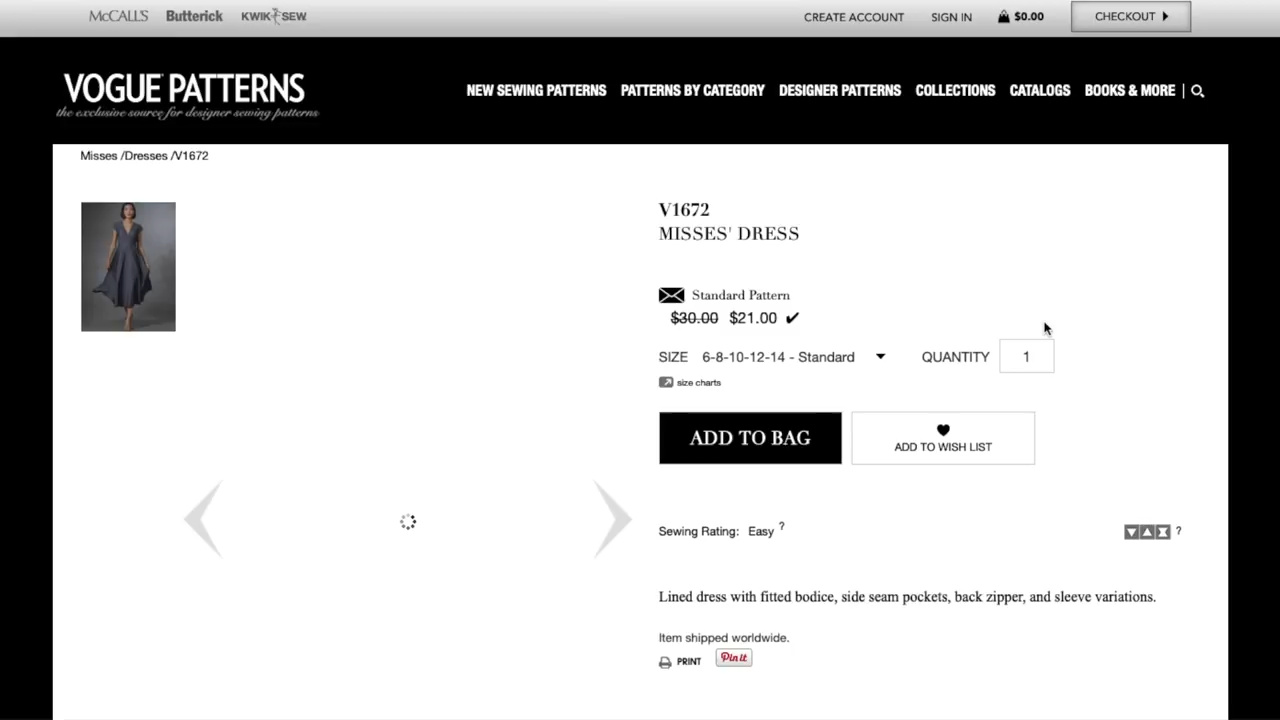 McCALL'S Butterick KWIK SEW CREATE ACCOUNT SIGN IN $0.00 CHECKOUT
VOGUE PATTERNS
the exclusive source for designer sewing patterns
NEW SEWING PATTERNS PATTERNS BY CATEGORY DESIGNER PATTERNS COLLECTIONS CATALOGS BOOKS & MORE
Misses /Dresses /V1672
V1672
MISSES' DRESS
Standard Pattern
$30.00 $21.00 ✔
SIZE 6-8-10-12-14 - Standard QUANTITY 1
size charts
ADD TO BAG
ADD TO WISH LIST
Sewing Rating: Easy ? ?
Lined dress with fitted bodice, side seam pockets, back zipper, and sleeve variations.
Item shipped worldwide.
PRINT Pin it